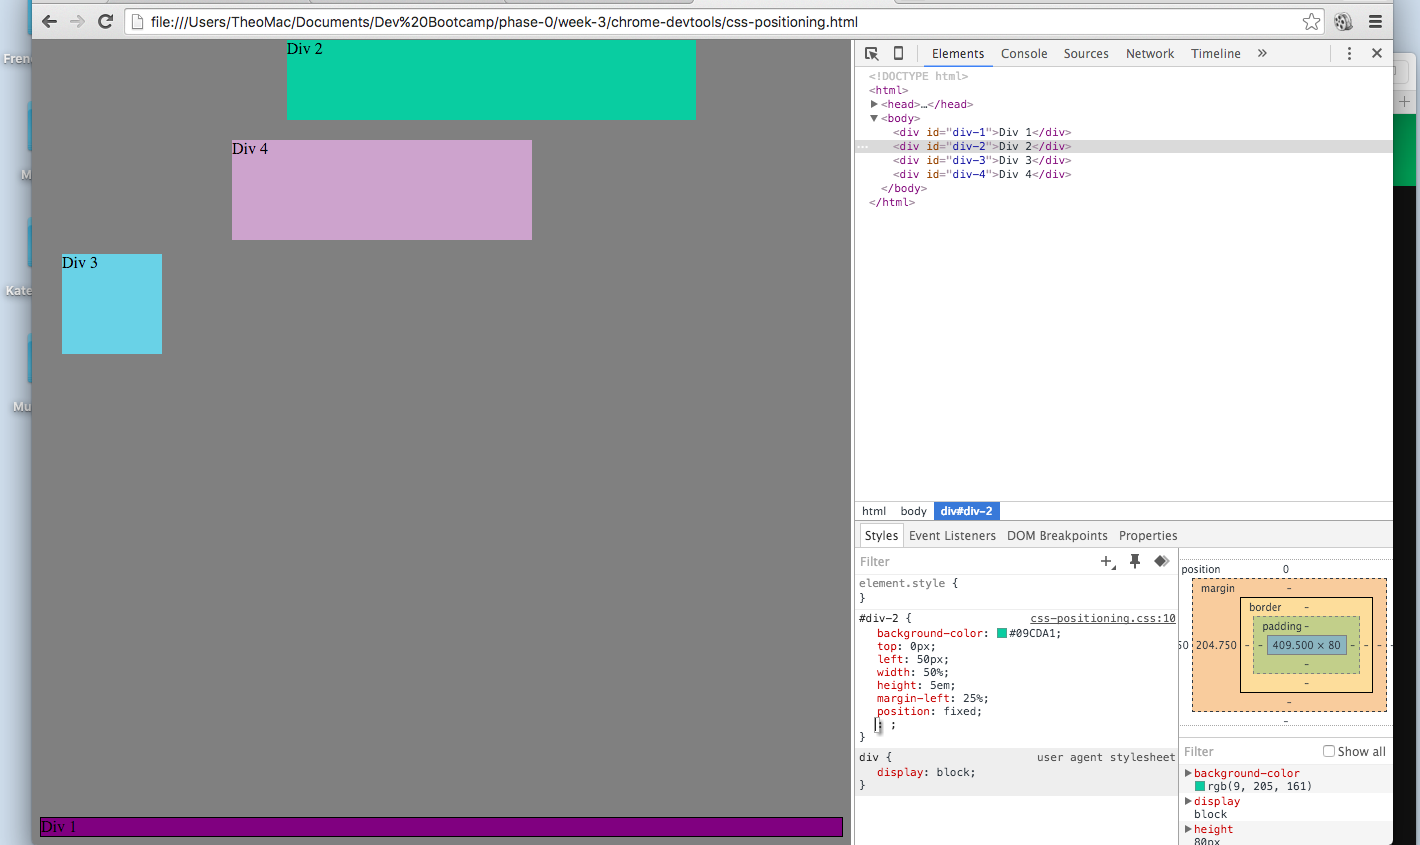 file:///Users/TheoMac/Documents/Dev%20Bootcamp/phase-0/week-3/chrome-devtools/css-positioning.html
Div 2
Div 4
Div 3
Div 1
Elements Console Sources Network Timeline »
<!DOCTYPE html>
<html>
<head>…</head>
<body>
<div id="div-1">Div 1</div>
<div id="div-2">Div 2</div>
<div id="div-3">Div 3</div>
<div id="div-4">Div 4</div>
</body>
</html>
html body div#div-2
Styles Event Listeners DOM Breakpoints Properties
Filter
element.style {
}
#div-2 { css-positioning.css:10
background-color: #09CDA1;
top: 0px;
left: 50px;
width: 50%;
height: 5em;
margin-left: 25%;
position: fixed;
: ;
}
div { user agent stylesheet
display: block;
}
position 0
margin -
border -
padding -
50 204.750 - - 409.500 × 80 - - -
-
-
-
-
Filter Show all
background-color
rgb(9, 205, 161)
display
block
height
80px
Kate
Mu